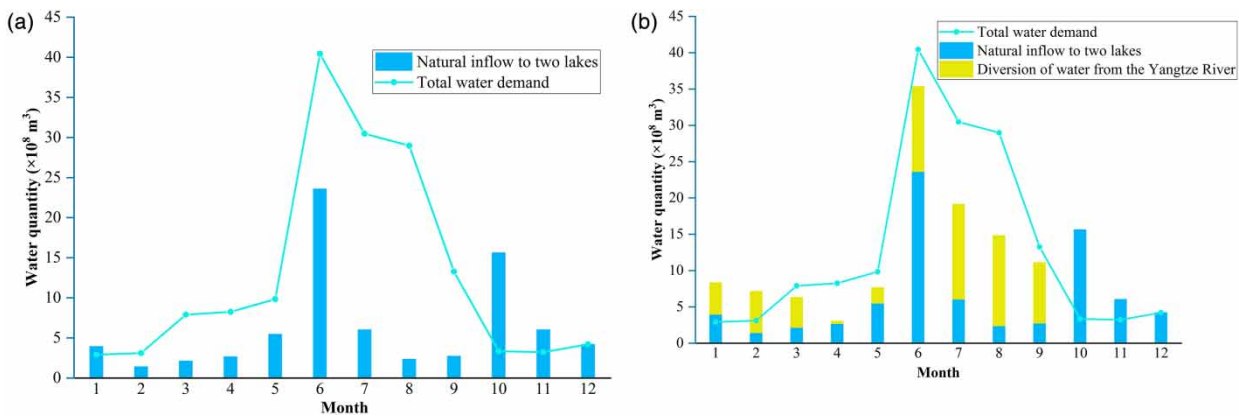 (a)
45
40
35
30
25
20
15
10
5
0
Water quantity (×10⁸ m³)
Natural inflow to two lakes
Total water demand
1 2 3 4 5 6 7 8 9 10 11 12
Month
(b)
45
40
35
30
25
20
15
10
5
0
Water quantity (×10⁸ m³)
Total water demand
Natural inflow to two lakes
Diversion of water from the Yangtze River
1 2 3 4 5 6 7 8 9 10 11 12
Month